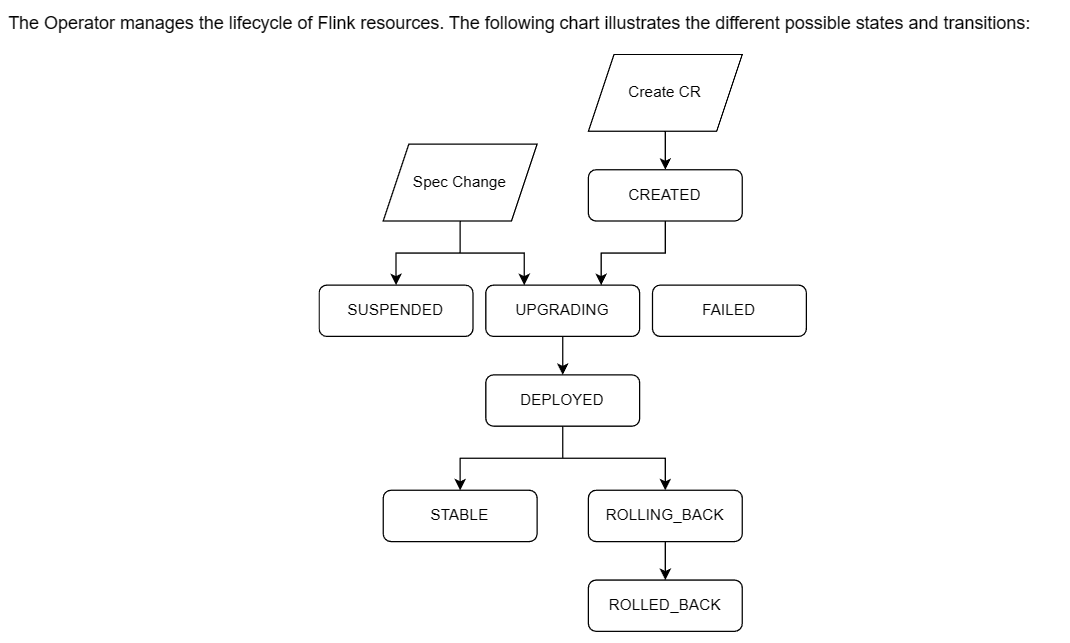 The Operator manages the lifecycle of Flink resources. The following chart illustrates the different possible states and transitions:
Create CR
Spec Change
CREATED
SUSPENDED
UPGRADING
FAILED
DEPLOYED
STABLE
ROLLING_BACK
ROLLED_BACK